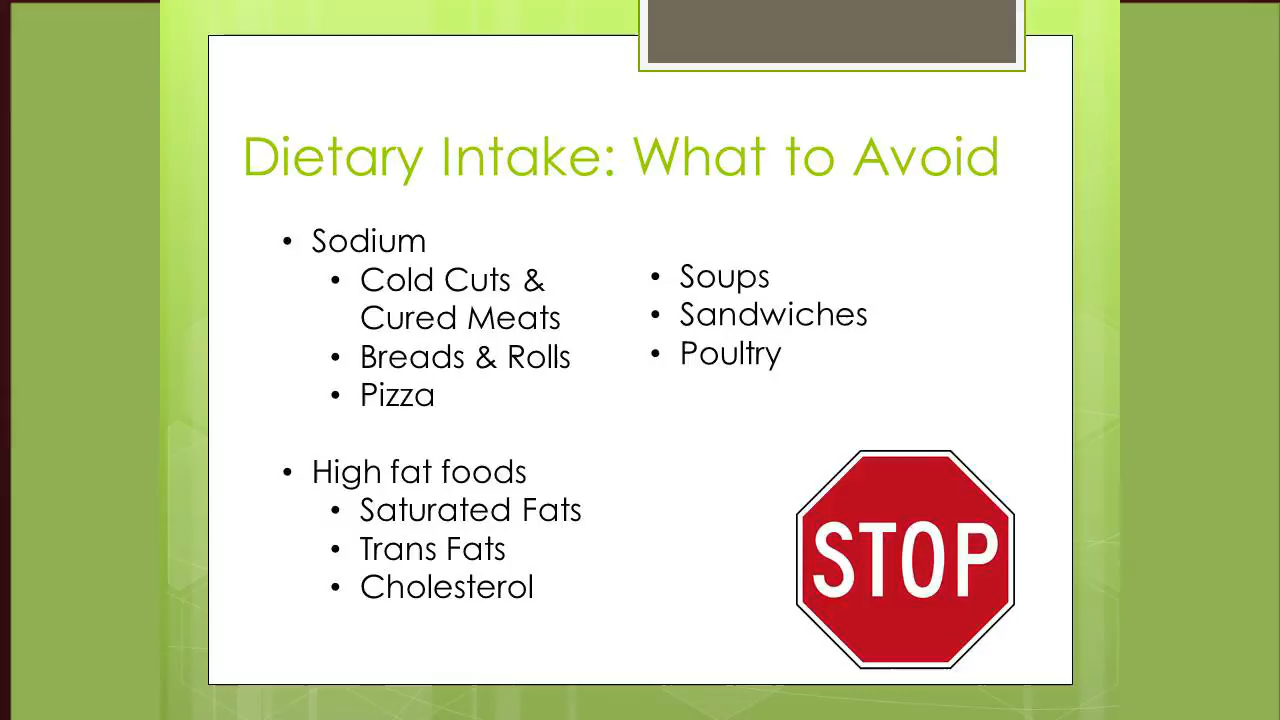 Dietary Intake: What to Avoid
• Sodium
• Cold Cuts &
Cured Meats
• Breads & Rolls
• Pizza
• Soups
• Sandwiches
• Poultry
• High fat foods
• Saturated Fats
• Trans Fats
• Cholesterol
STOP